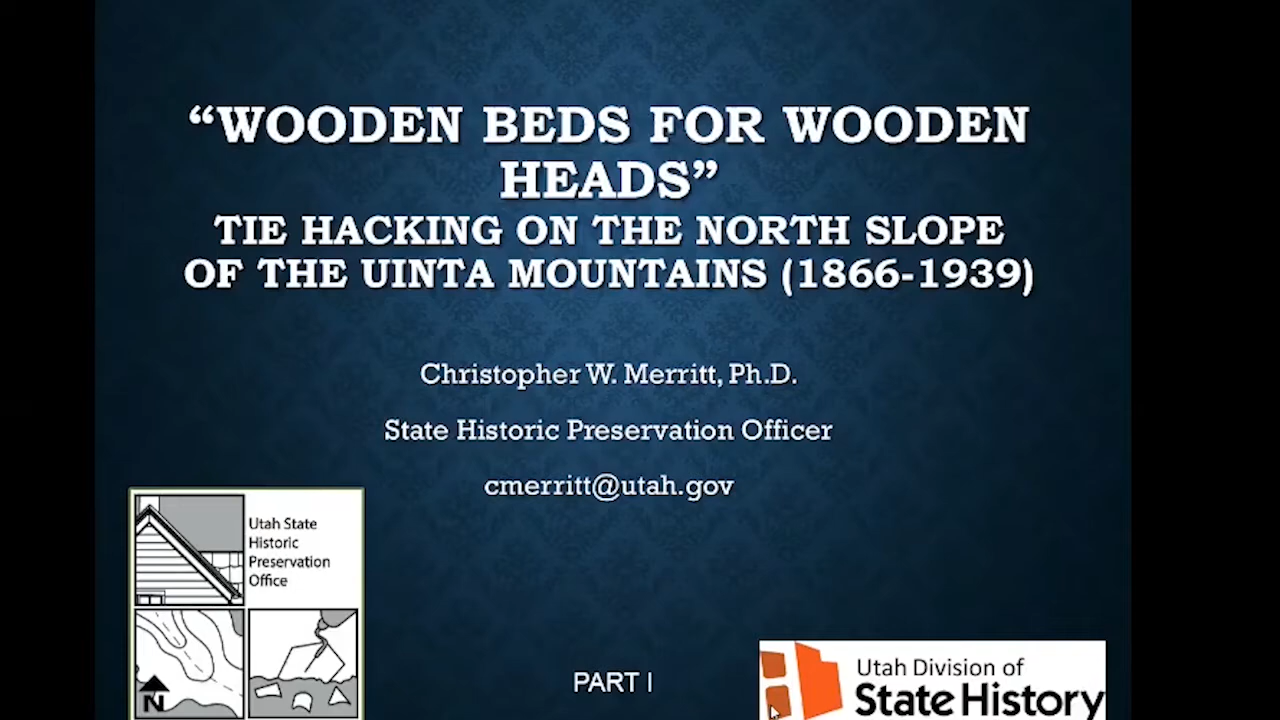 “WOODEN BEDS FOR WOODEN
HEADS”
TIE HACKING ON THE NORTH SLOPE
OF THE UINTA MOUNTAINS (1866-1939)
Christopher W. Merritt, Ph.D.
State Historic Preservation Officer
cmerritt@utah.gov
Utah State
Historic
Preservation
Office
N
PART I
Utah Division of
State History